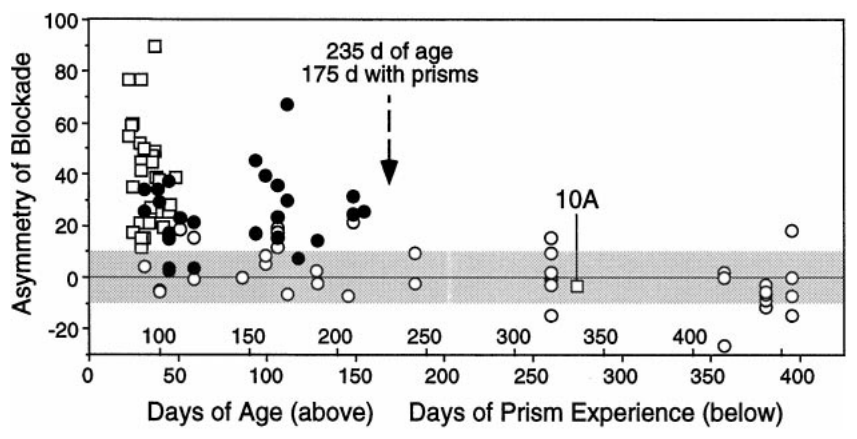 Asymmetry of Blockade
100
80
60
40
20
0
-20
235 d of age
175 d with prisms
10A
100 150 200 250 300 350 400
0 50 100 150 200 250 300 350 400
Days of Age (above) Days of Prism Experience (below)